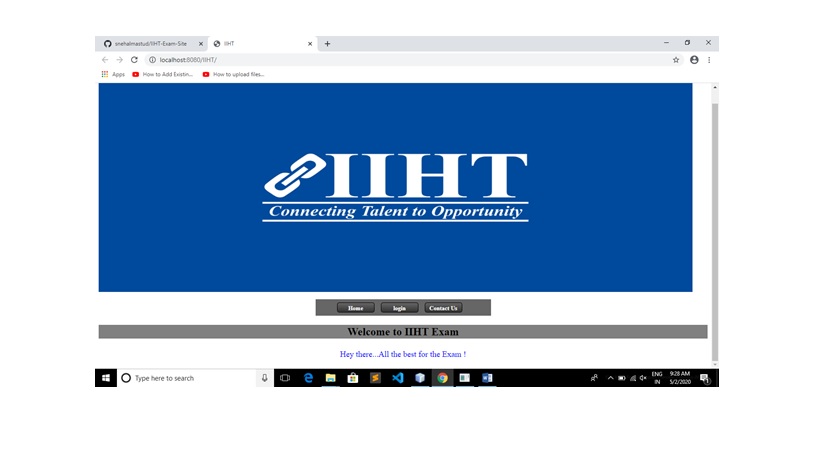 snehalmastud/IIHT-Exam-Site
IIHT
localhost:8080/IIHT/
Apps
How to Add Existin...
How to upload files...
IIHT
Connecting Talent to Opportunity
Home
login
Contact Us
Welcome to IIHT Exam
Hey there...All the best for the Exam !
Type here to search
ENG
IN
9:28 AM
5/2/2020